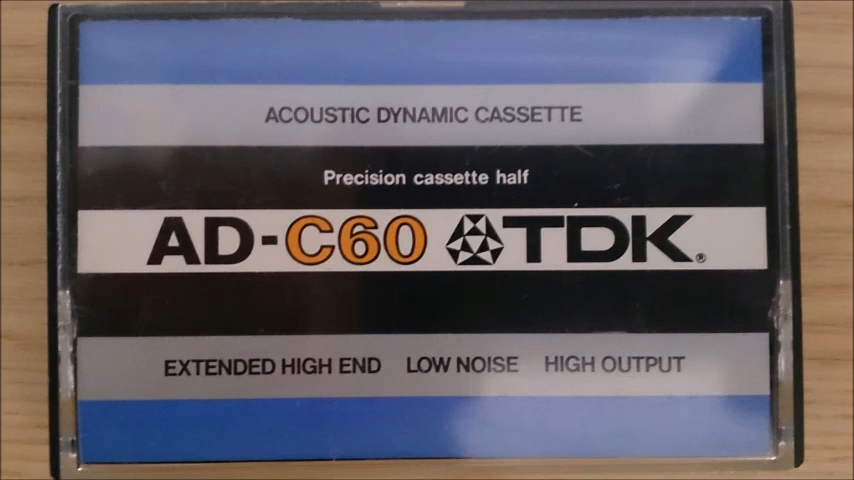 ACOUSTIC DYNAMIC CASSETTE
Precision cassette half
AD-C60 TDK®
EXTENDED HIGH END LOW NOISE HIGH OUTPUT